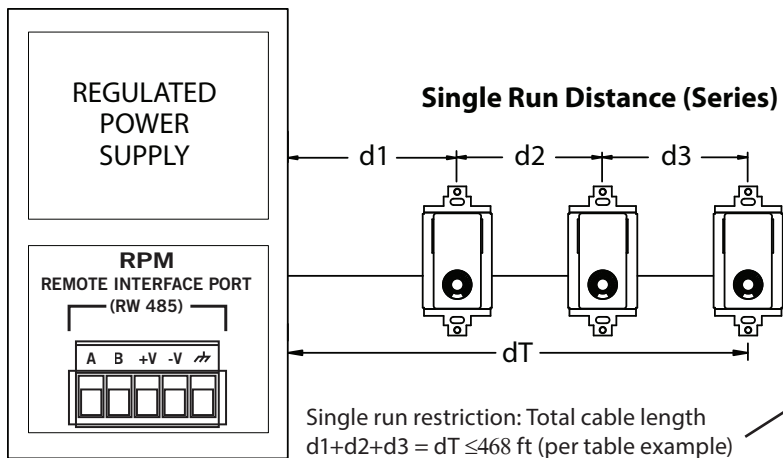 REGULATED
POWER
SUPPLY
Single Run Distance (Series)
d1 d2 d3
RPM
REMOTE INTERFACE PORT
(RW 485)
A B +V -V
dT
Single run restriction: Total cable length
d1+d2+d3 = dT ≤468 ft (per table example)